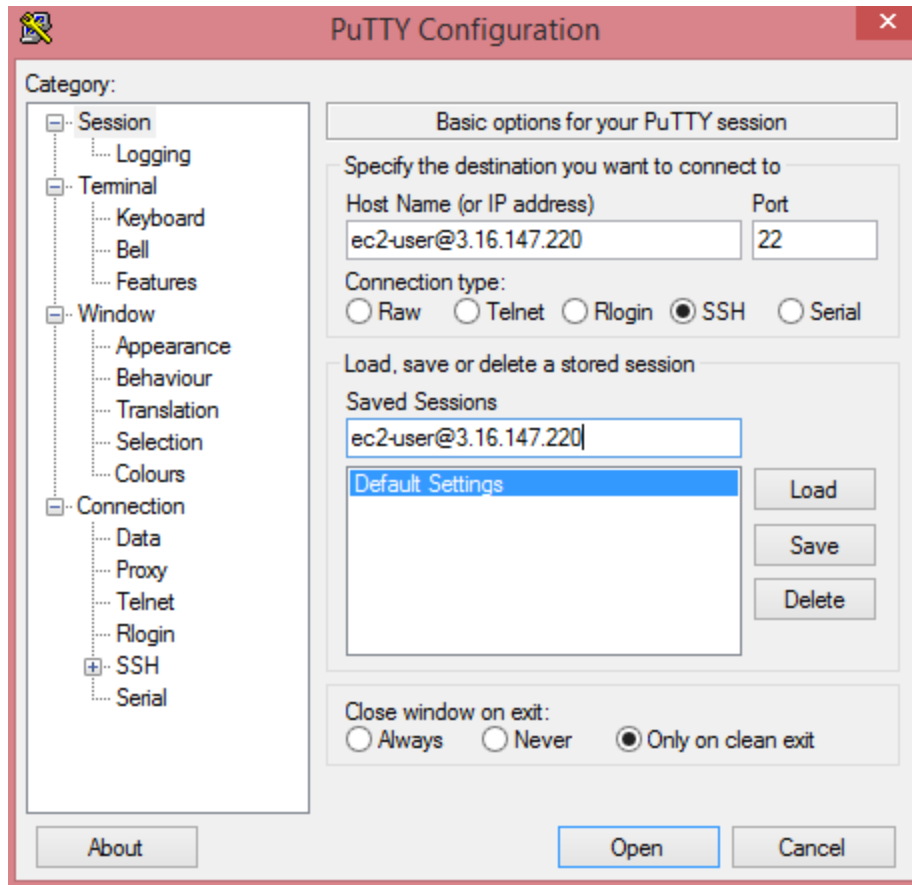 PuTTY Configuration
Category:
Session
Logging
Terminal
Keyboard
Bell
Features
Window
Appearance
Behaviour
Translation
Selection
Colours
Connection
Data
Proxy
Telnet
Rlogin
SSH
Serial
Basic options for your PuTTY session
Specify the destination you want to connect to
Host Name (or IP address) Port
ec2-user@3.16.147.220 22
Connection type:
Raw Telnet Rlogin SSH Serial
Load, save or delete a stored session
Saved Sessions
ec2-user@3.16.147.220
Default Settings
Load
Save
Delete
Close window on exit:
Always Never Only on clean exit
About Open Cancel